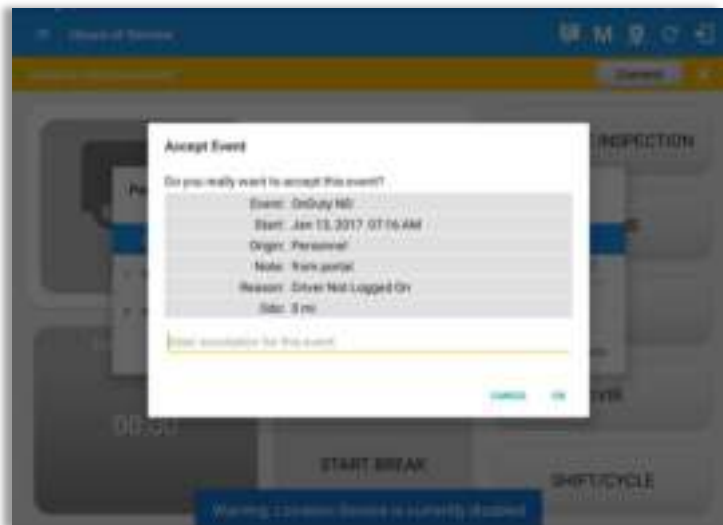 Hours of Service
M
INSPECTION
Accept Event
Do you really want to accept this event?
Event: OnDuty ND
Start: Jan 13, 2017 07:16 AM
Origin: Personnel
Note: from portal
Reason: Driver Not Logged On
Odo: 0 mi
Enter annotation for this event
CANCEL OK
00:00
START BREAK
SHIFT/CYCLE
Warning: Location Service is currently disabled